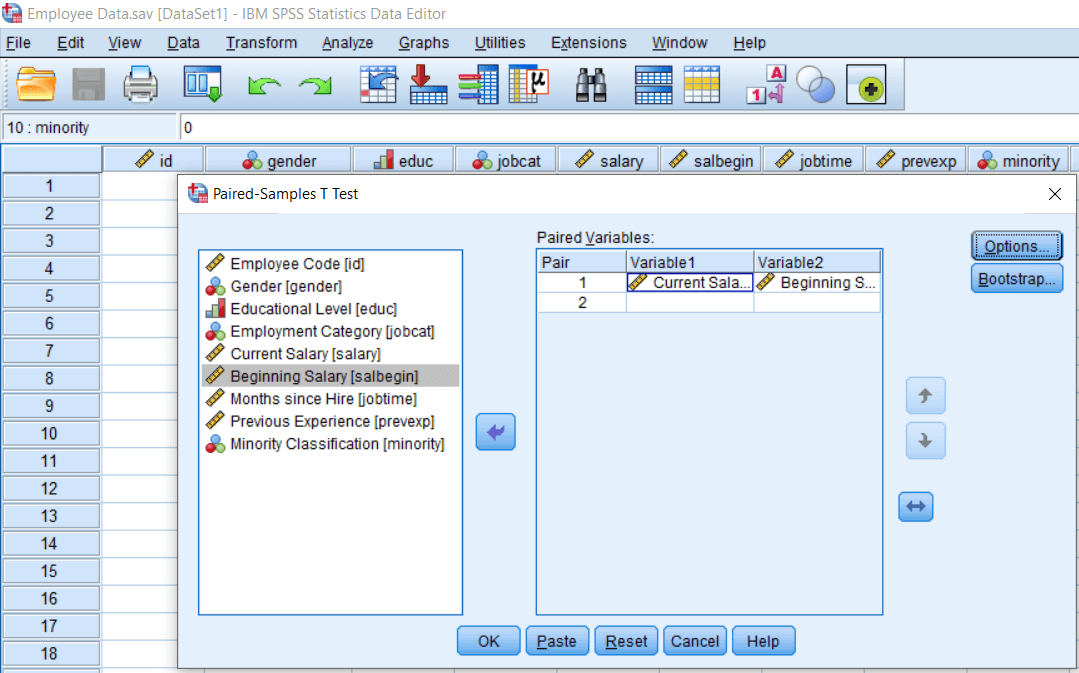 Employee Data.sav [DataSet1] - IBM SPSS Statistics Data Editor
File Edit View Data Transform Analyze Graphs Utilities Extensions Window Help
μ
A
1
10 : minority 0
id gender educ jobcat salary salbegin jobtime prevexp minority
1
2
3
4
5
6
7
8
9
10
11
12
13
14
15
16
17
18
Paired-Samples T Test
Employee Code [id]
Gender [gender]
Educational Level [educ]
Employment Category [jobcat]
Current Salary [salary]
Beginning Salary [salbegin]
Months since Hire [jobtime]
Previous Experience [prevexp]
Minority Classification [minority]
Paired Variables:
Pair Variable1 Variable2
1 Current Sala... Beginning S...
2
Options...
Bootstrap...
OK Paste Reset Cancel Help